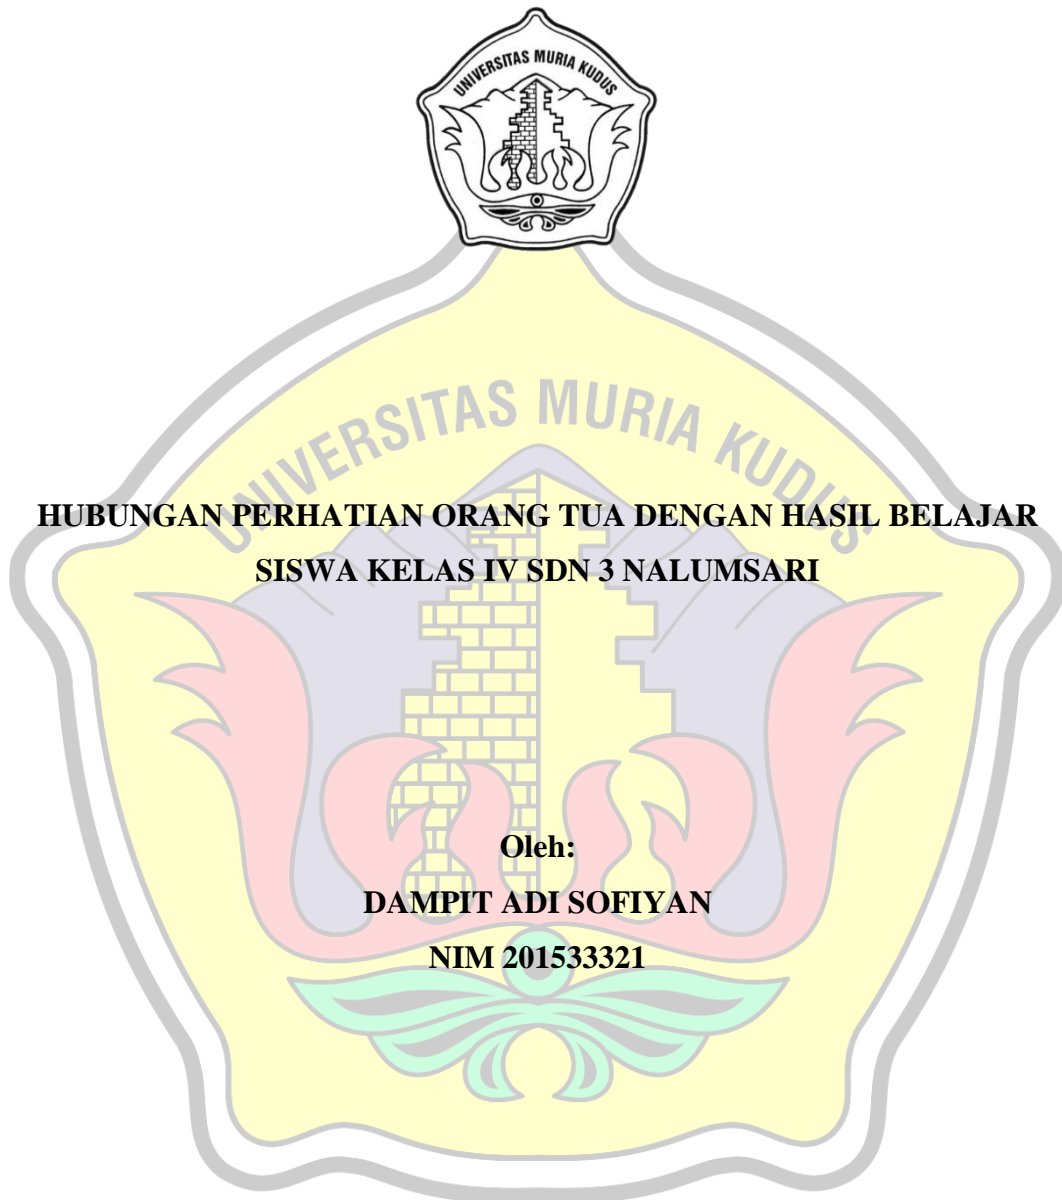 UNIVERSITAS MURIA KUDUS
UNIVERSITAS MURIA KUDUS
HUBUNGAN PERHATIAN ORANG TUA DENGAN HASIL BELAJAR
SISWA KELAS IV SDN 3 NALUMSARI
Oleh:
DAMPIT ADI SOFIYAN
NIM 201533321